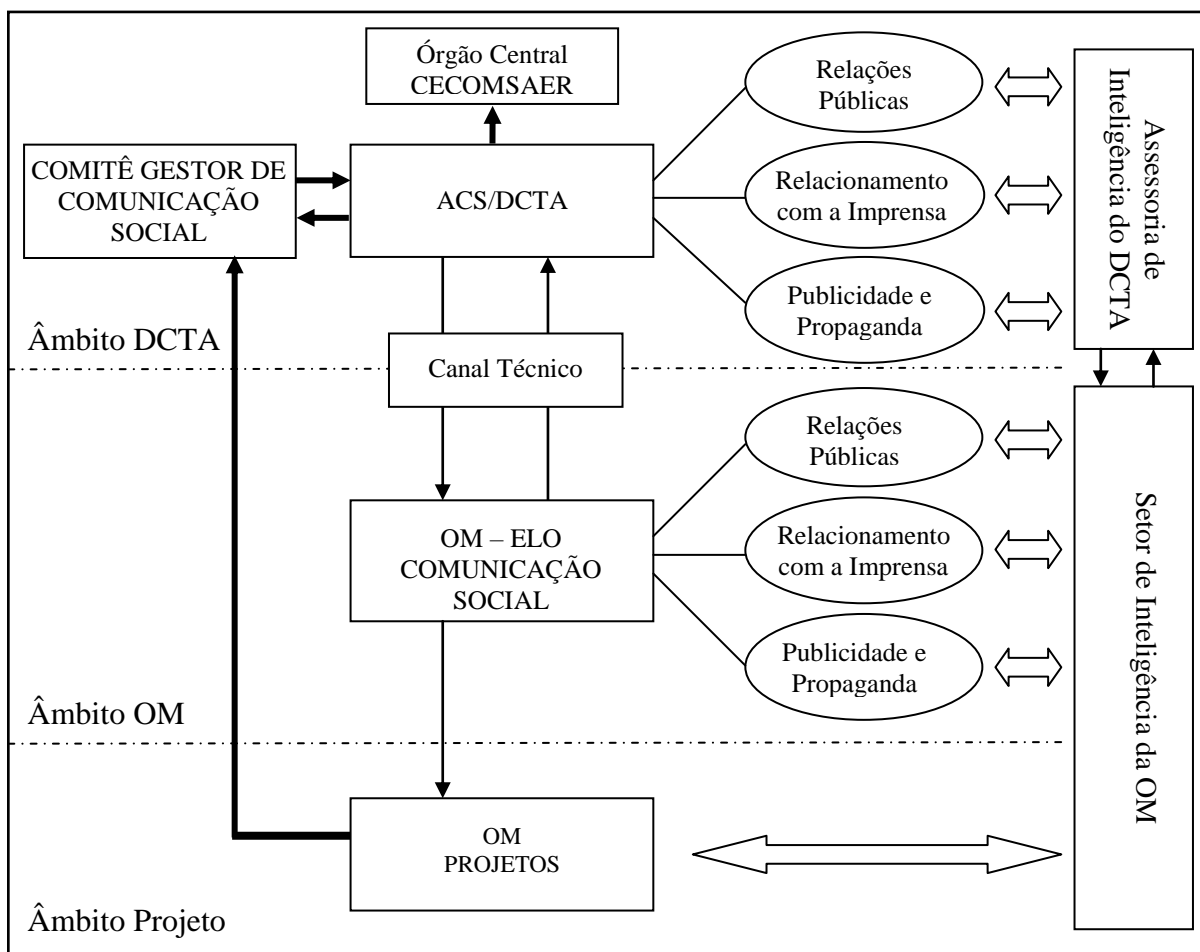 Órgão Central
CECOMSAER
COMITÊ GESTOR DE
COMUNICAÇÃO
SOCIAL
ACS/DCTA
Relações
Públicas
Relacionamento
com a Imprensa
Publicidade e
Propaganda
Assessoria de
Inteligência do DCTA
Âmbito DCTA
Canal Técnico
OM – ELO
COMUNICAÇÃO
SOCIAL
Relações
Públicas
Relacionamento
com a Imprensa
Publicidade e
Propaganda
Setor de Inteligência da OM
Âmbito OM
OM
PROJETOS
Âmbito Projeto